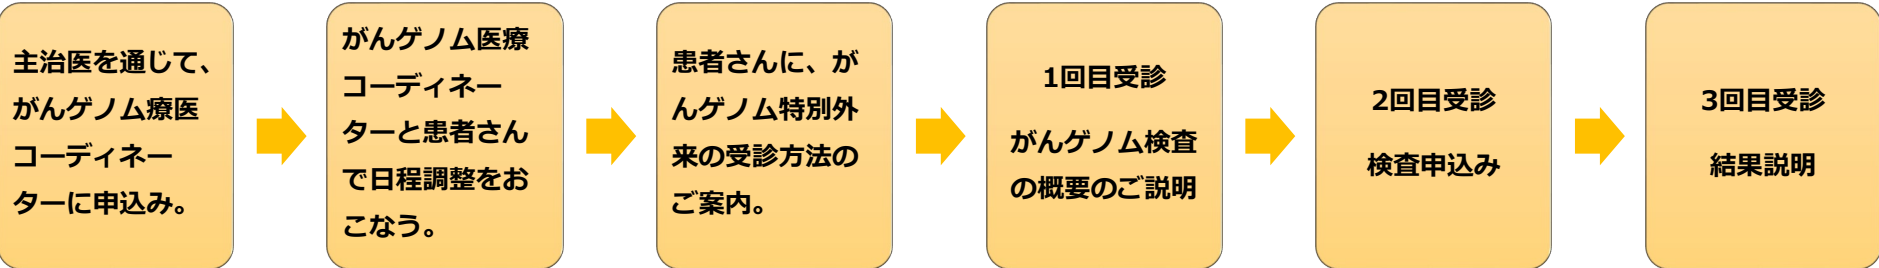 主治医を通じて、
がんゲノム療医
コーディネー
ターに申込み。
がんゲノム医療
コーディネー
ターと患者さん
で日程調整をお
こなう。
患者さんに、が
んゲノム特別外
来の受診方法の
ご案内。
1回目受診
がんゲノム検査
の概要のご説明
2回目受診
検査申込み
3回目受診
結果説明